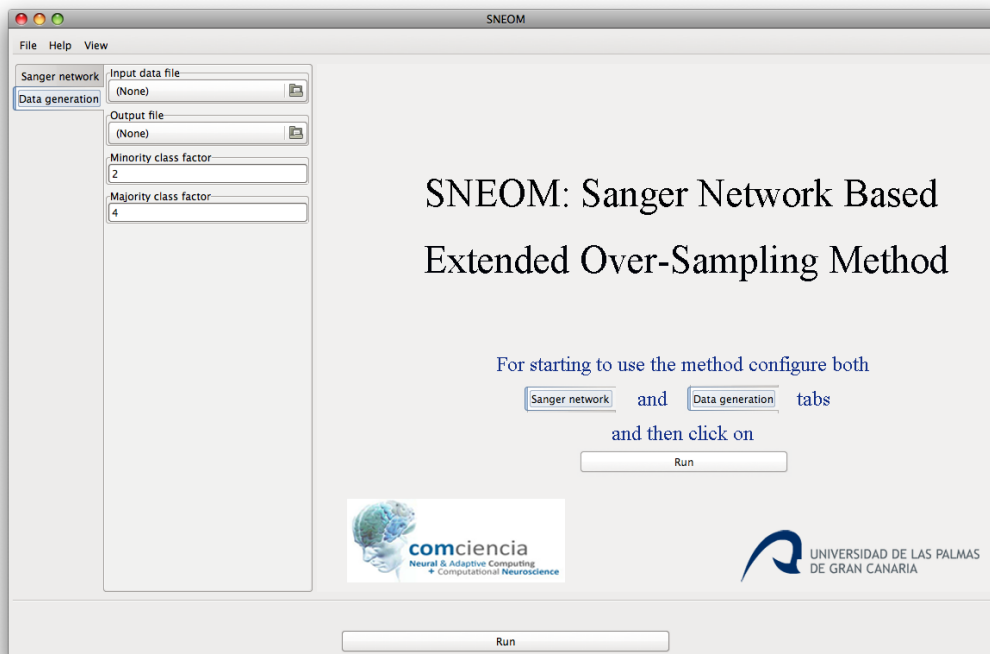 SNEOM
File Help View
Sanger network
Data generation
Input data file
(None)
Output file
(None)
Minority class factor
2
Majority class factor
4
SNEOM: Sanger Network Based
Extended Over-Sampling Method
For starting to use the method configure both
Sanger network and Data generation tabs
and then click on
Run
comciencia
Neural & Adaptive Computing
+ Computational Neuroscience
UNIVERSIDAD DE LAS PALMAS
DE GRAN CANARIA
Run